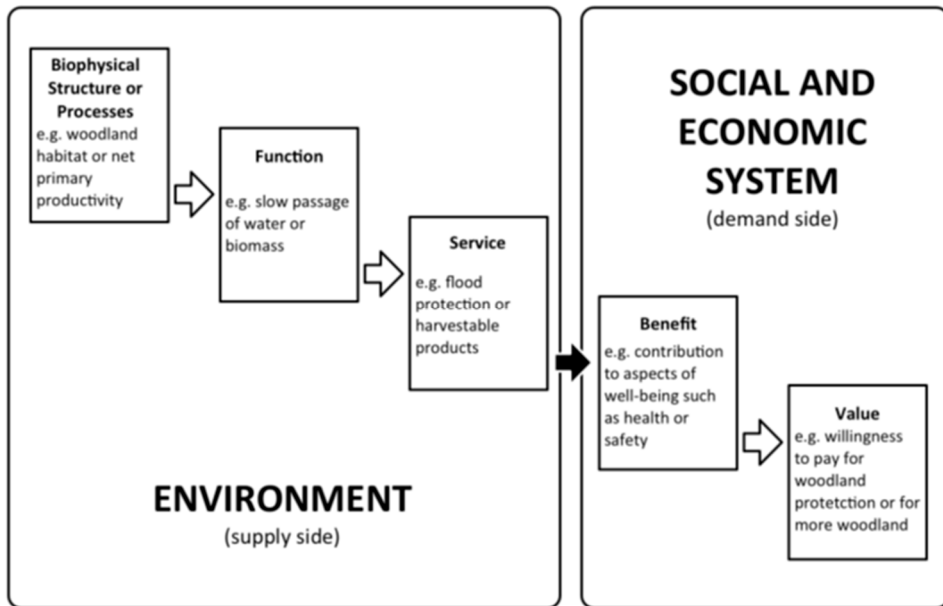 Biophysical
Structure or
Processes
e.g. woodland
habitat or net
primary
productivity
Function
e.g. slow passage
of water or
biomass
Service
e.g. flood
protection or
harvestable
products
ENVIRONMENT
(supply side)
SOCIAL AND
ECONOMIC
SYSTEM
(demand side)
Benefit
e.g. contribution
to aspects of
well-being such
as health or
safety
Value
e.g. willingness
to pay for
woodland
protetction or for
more woodland